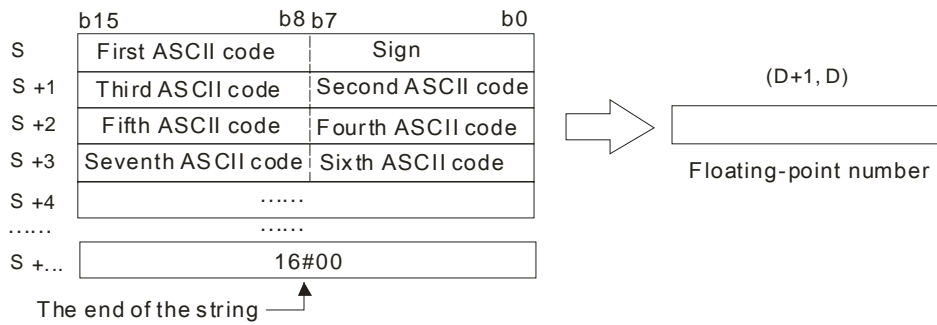 b15 b8 b7 b0
S First ASCII code Sign
S +1 Third ASCII code Second ASCII code
(D+1, D)
S +2 Fifth ASCII code Fourth ASCII code
S +3 Seventh ASCII code Sixth ASCII code
Floating-point number
S +4 ......
...... ......
S +... 16#00
The end of the string